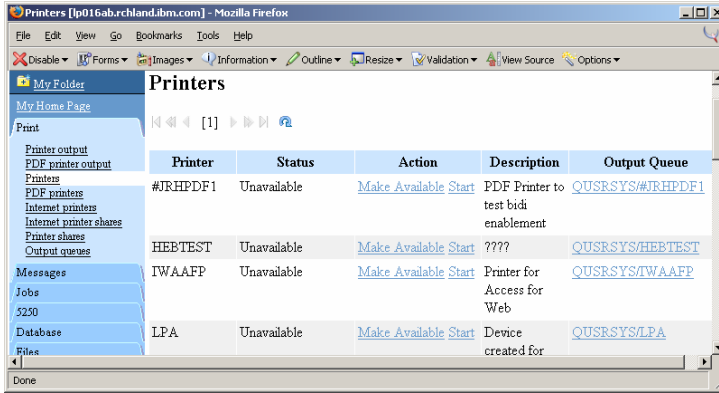 Printers [lp016ab.rchland.ibm.com] - Mozilla Firefox
File Edit View Go Bookmarks Tools Help
Disable Forms Images Information Outline Resize Validation View Source Options
My Folder
My Home Page
Print
Printer output
PDF printer output
Printers
PDF printers
Internet printers
Internet printer shares
Printer shares
Output queues
Messages
Jobs
5250
Database
Files
Printers
[1]
Printer Status Action Description Output Queue
#JRHPDF1 Unavailable Make Available Start PDF Printer to QUSRSYS/#JRHPDF1
test bidi
enablement
HEBTEST Unavailable Make Available Start ???? QUSRSYS/HEBTEST
IWAAFP Unavailable Make Available Start Printer for QUSRSYS/IWAAFP
Access for
Web
LPA Unavailable Make Available Start Device QUSRSYS/LPA
created for
Done